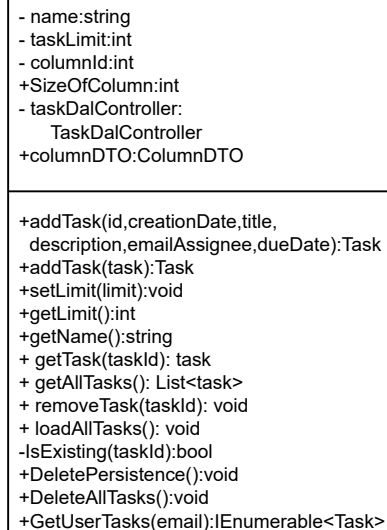 - name:string
- taskLimit:int
- columnId:int
+SizeOfColumn:int
- taskDalController:
TaskDalController
+columnDTO:ColumnDTO
+addTask(id,creationDate,title,
description,emailAssignee,dueDate):Task
+addTask(task):Task
+setLimit(limit):void
+getLimit():int
+getName():string
+ getTask(taskId): task
+ getAllTasks(): List<task>
+ removeTask(taskId): void
+ loadAllTasks(): void
-IsExisting(taskId):bool
+DeletePersistence():void
+DeleteAllTasks():void
+GetUserTasks(email):IEnumerable<Task>